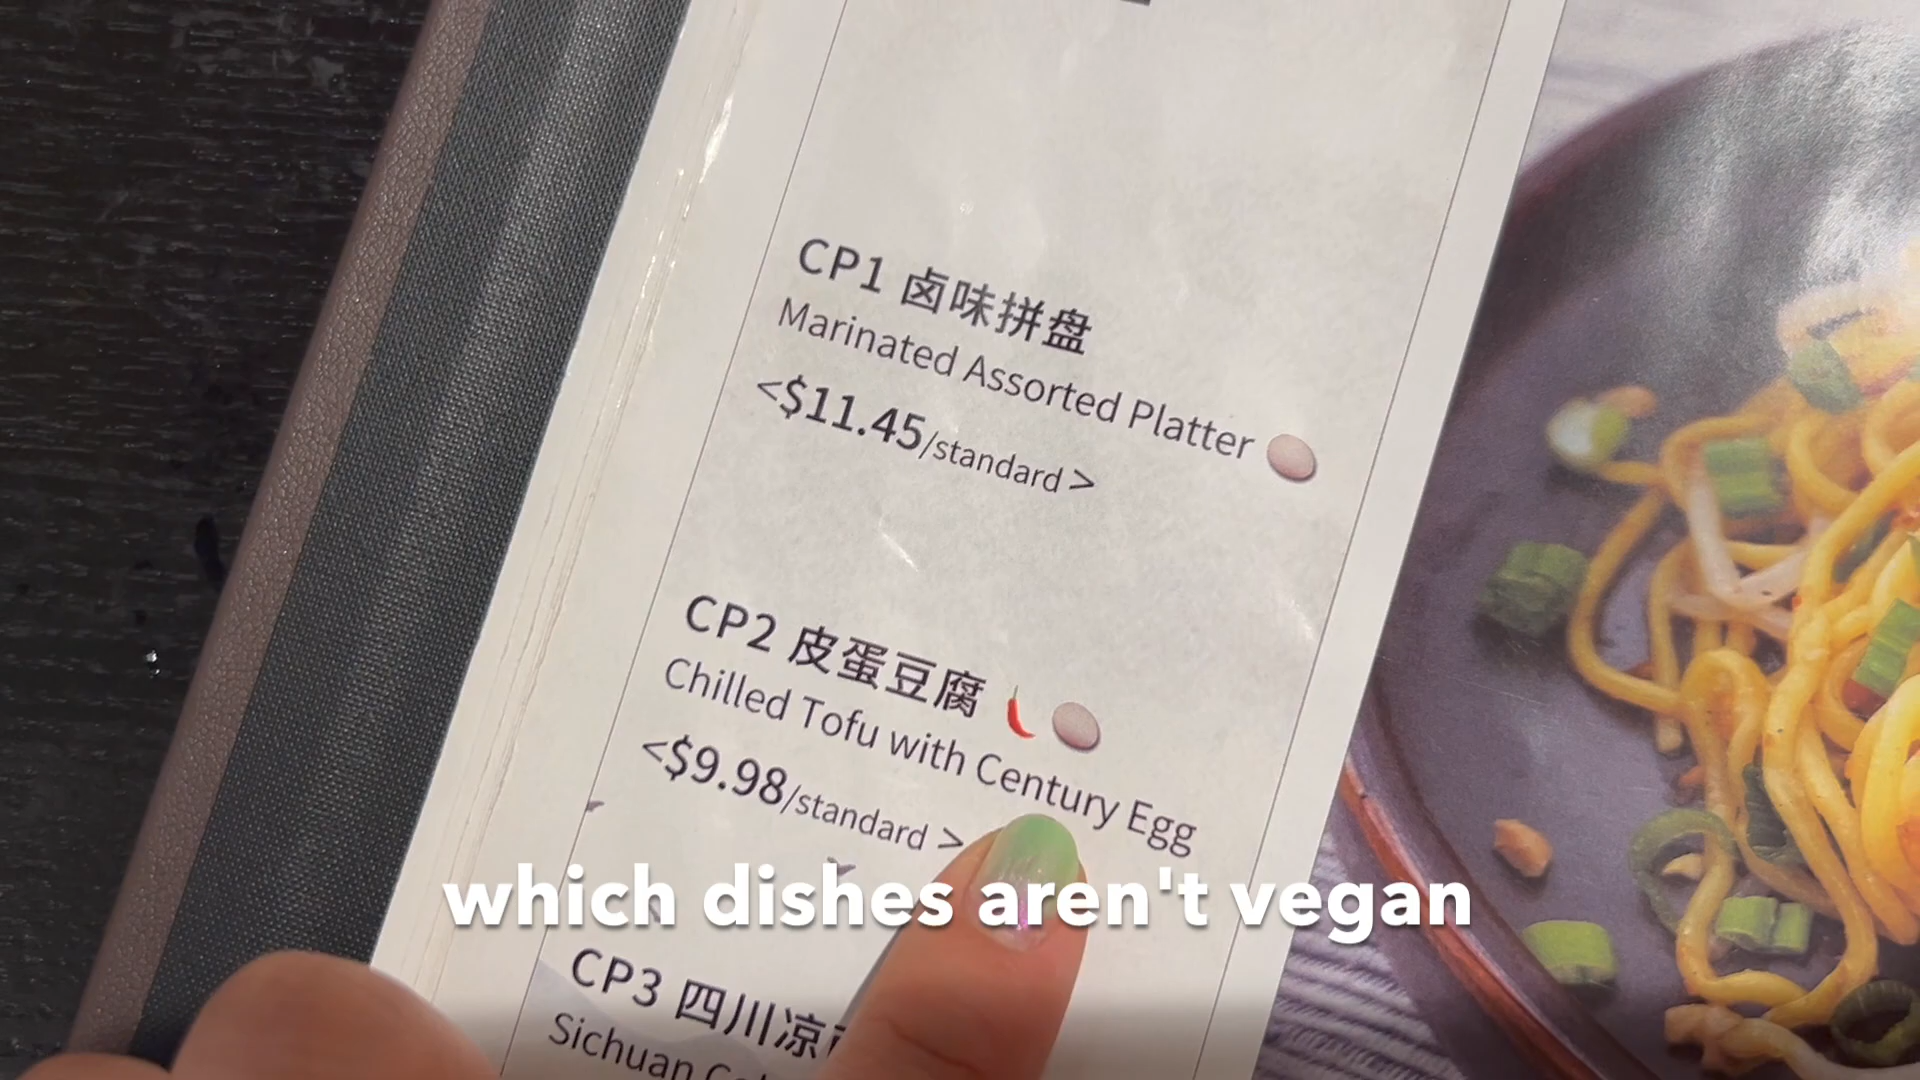 CP1 卤味拼盘
Marinated Assorted Platter
<$11.45/standard>
CP2 皮蛋豆腐
Chilled Tofu with Century Egg
<$9.98/standard>
which dishes aren't vegan
CP3 四川凉
Sichuan